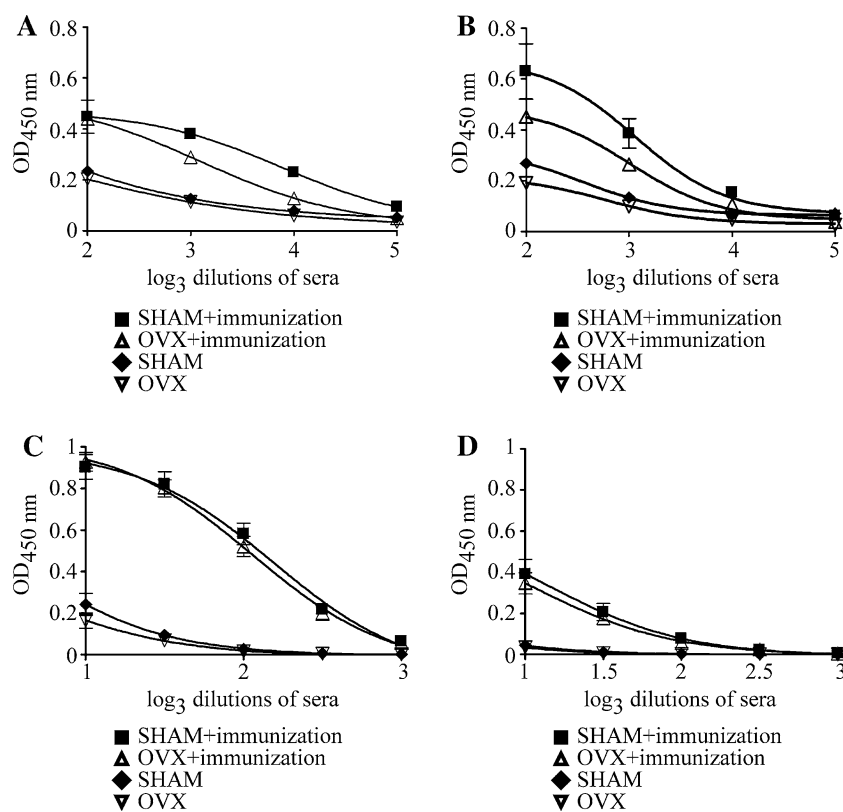 A
0.8
0.6
0.4
0.2
0
OD450 nm
2 3 4 5
log3 dilutions of sera
SHAM+immunization
OVX+immunization
SHAM
OVX
B
0.8
0.6
0.4
0.2
0
OD450 nm
2 3 4 5
log3 dilutions of sera
SHAM+immunization
OVX+immunization
SHAM
OVX
C
1
0.8
0.6
0.4
0.2
0
OD450 nm
1 2 3
log3 dilutions of sera
SHAM+immunization
OVX+immunization
SHAM
OVX
D
1
0.8
0.6
0.4
0.2
0
OD450 nm
1 1.5 2 2.5 3
log3 dilutions of sera
SHAM+immunization
OVX+immunization
SHAM
OVX